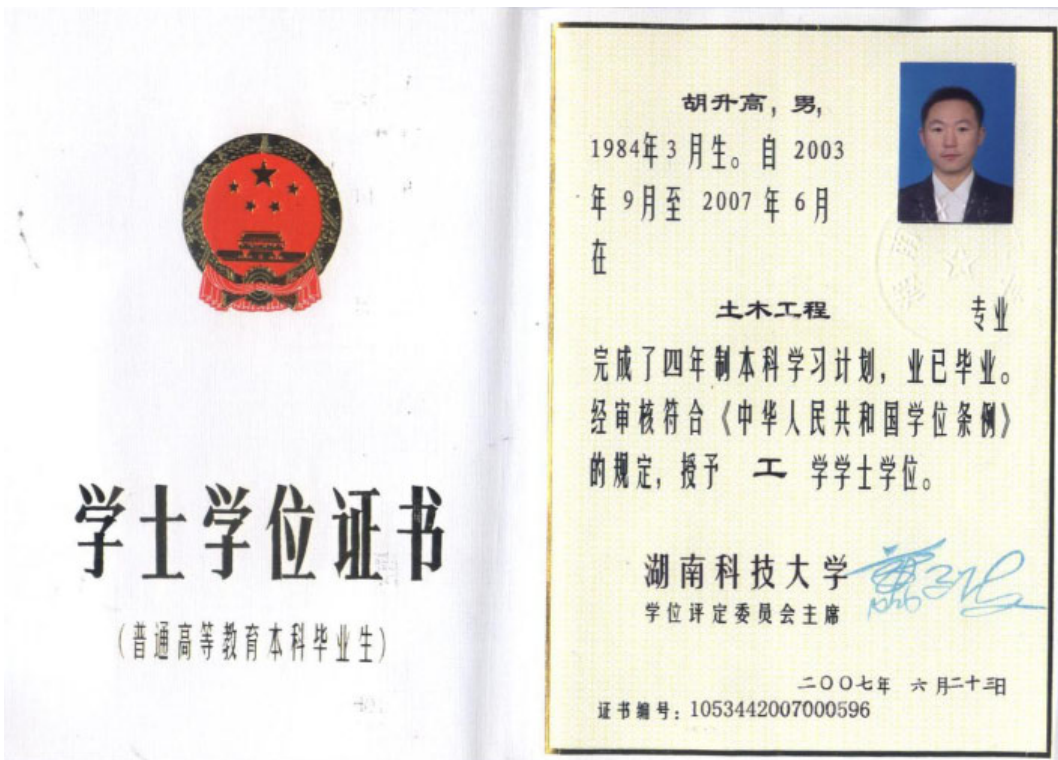 学士学位证书
(普通高等教育本科毕业生)
胡升高, 男,
1984年3月生。自 2003
年 9月至 2007 年 6月
在
土木工程 专业
完成了四年制本科学习计划, 业已毕业。
经审核符合《中华人民共和国学位条例》
的规定, 授予 工 学学士学位。
湖南科技大学
学位评定委员会主席
二〇〇七年 六月二十三日
证书编号: 1053442007000596